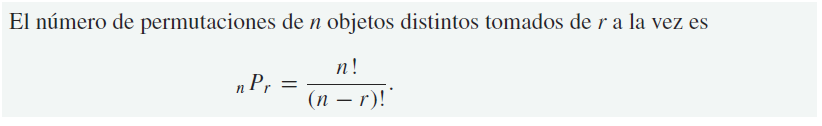 El número de permutaciones de n objetos distintos tomados de r a la vez es
nPr = n! / (n − r)!.